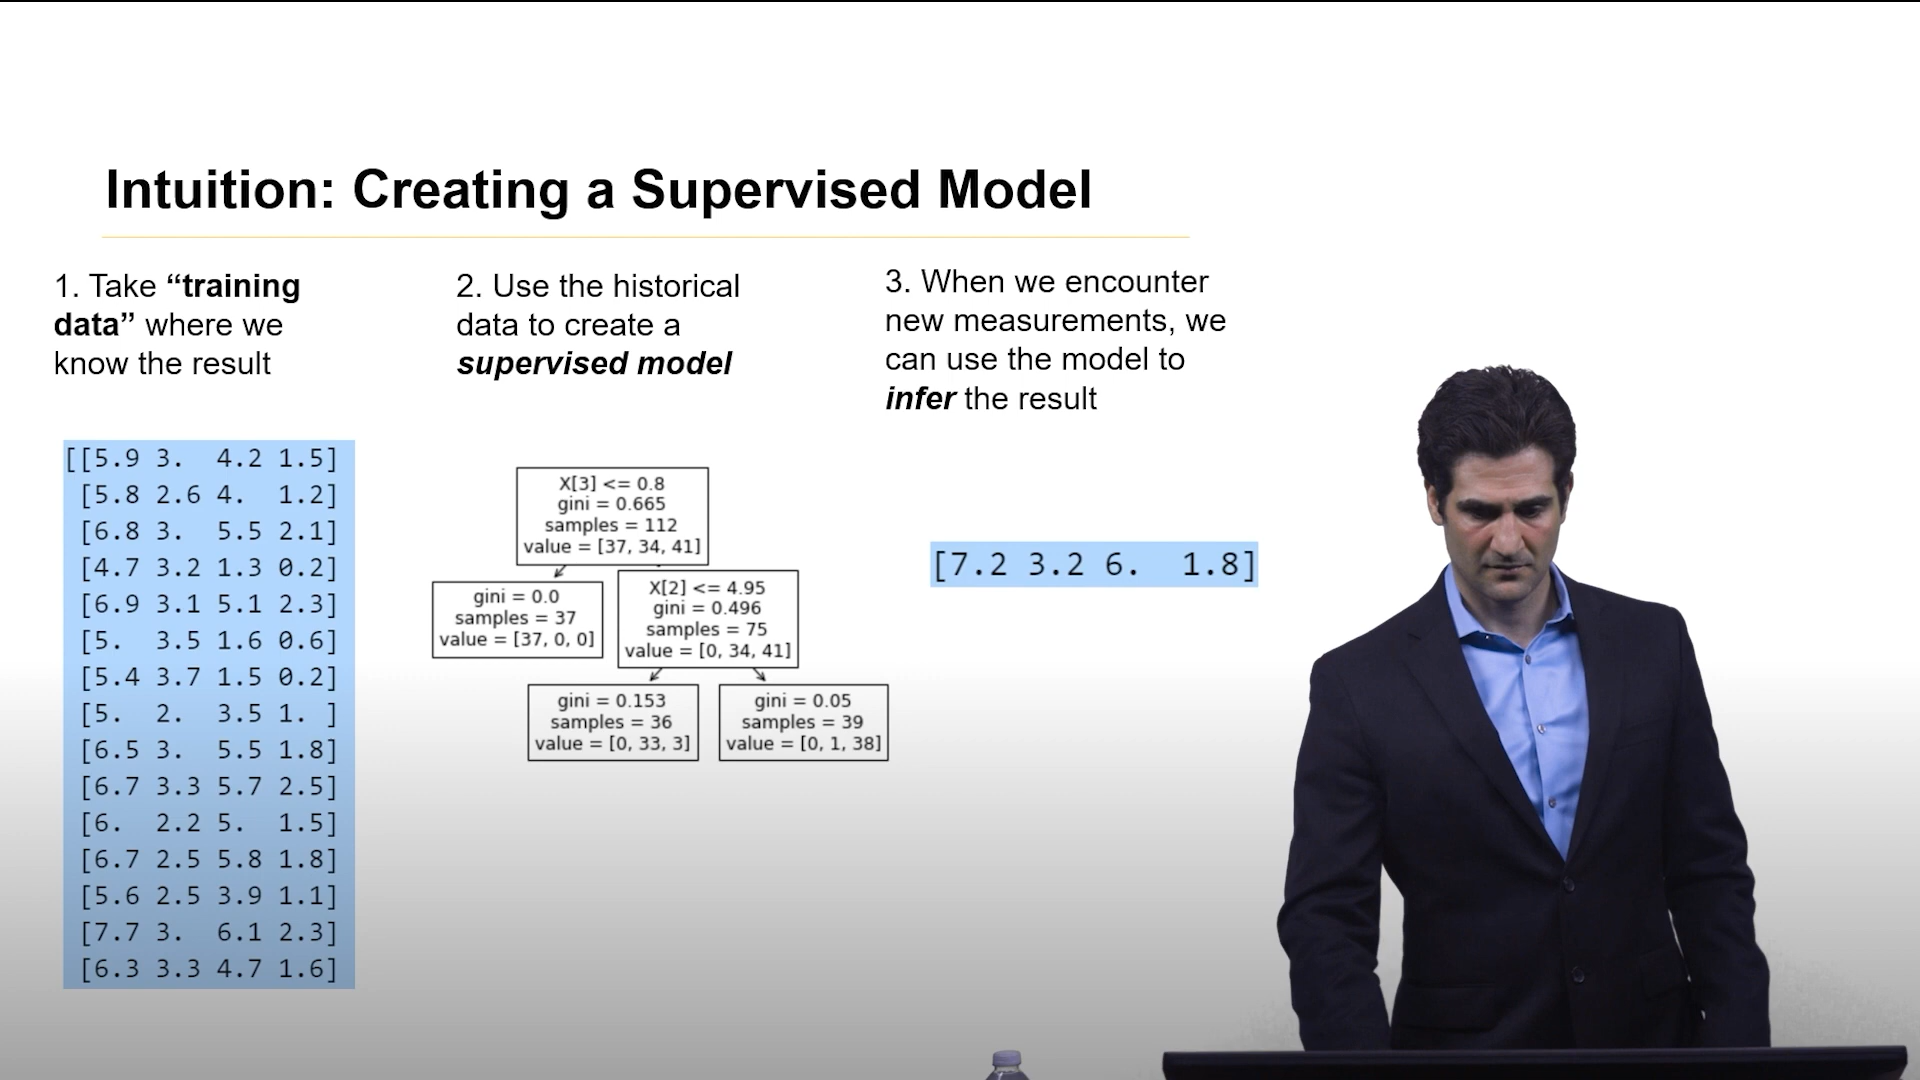 Intuition: Creating a Supervised Model
1. Take “training
data” where we
know the result
2. Use the historical
data to create a
supervised model
3. When we encounter
new measurements, we
can use the model to
infer the result
[[5.9 3.  4.2 1.5]
[5.8 2.6 4.  1.2]
[6.8 3.  5.5 2.1]
[4.7 3.2 1.3 0.2]
[6.9 3.1 5.1 2.3]
[5.  3.5 1.6 0.6]
[5.4 3.7 1.5 0.2]
[5.  2.  3.5 1. ]
[6.5 3.  5.5 1.8]
[6.7 3.3 5.7 2.5]
[6.  2.2 5.  1.5]
[6.7 2.5 5.8 1.8]
[5.6 2.5 3.9 1.1]
[7.7 3.  6.1 2.3]
[6.3 3.3 4.7 1.6]
X[3] <= 0.8
gini = 0.665
samples = 112
value = [37, 34, 41]
gini = 0.0
samples = 37
value = [37, 0, 0]
X[2] <= 4.95
gini = 0.496
samples = 75
value = [0, 34, 41]
gini = 0.153
samples = 36
value = [0, 33, 3]
gini = 0.05
samples = 39
value = [0, 1, 38]
[7.2 3.2 6.  1.8]